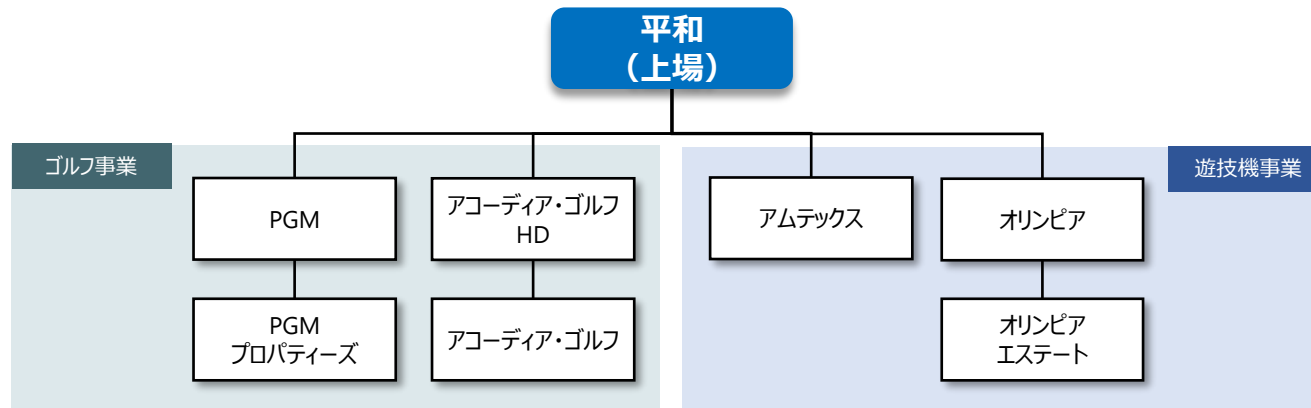 平和
（上場）
ゴルフ事業
遊技機事業
PGM
アコーディア・ゴルフ
HD
アムテックス
オリンピア
PGM
プロパティーズ
アコーディア・ゴルフ
オリンピア
エステート